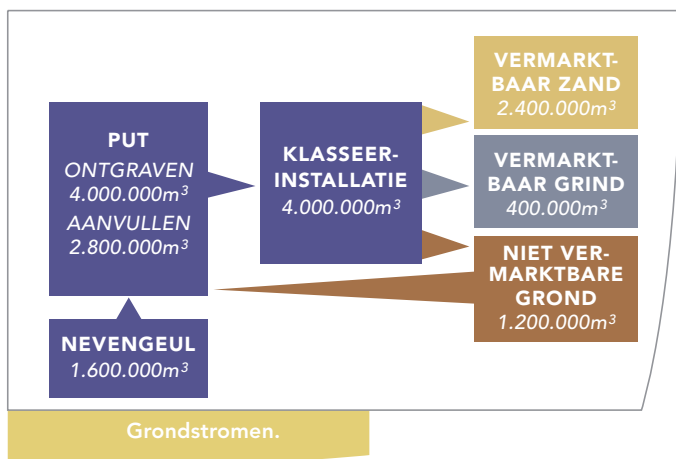 PUT
ONTGRAVEN
4.000.000m³
AANVULLEN
2.800.000m³
NEVENGEUL
1.600.000m³
KLASSEER-
INSTALLATIE
4.000.000m³
VERMARKT-
BAAR ZAND
2.400.000m³
VERMARKT-
BAAR GRIND
400.000m³
NIET VER-
MARKTBARE
GROND
1.200.000m³
Grondstromen.